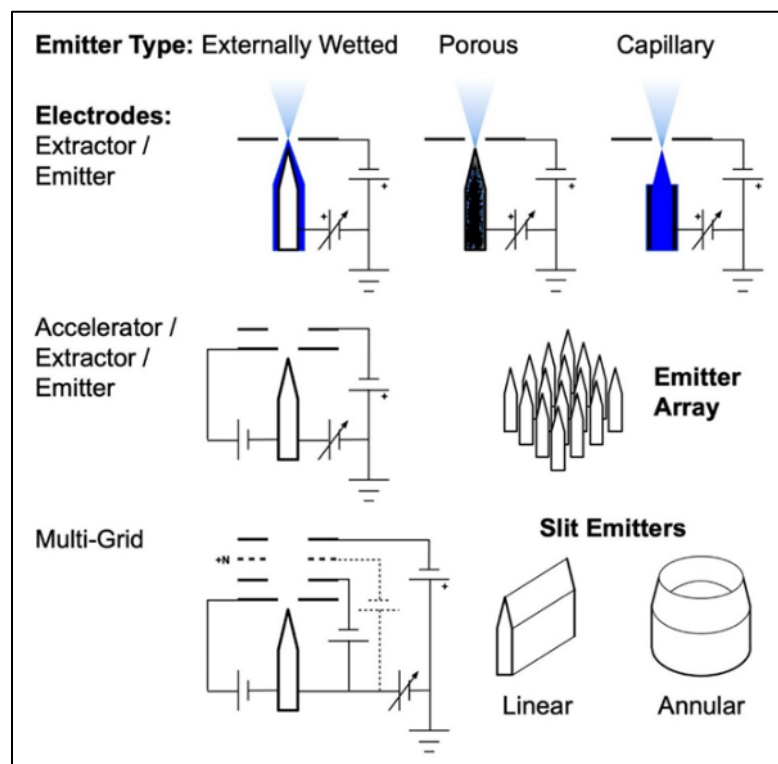 Emitter Type: Externally Wetted Porous Capillary
Electrodes:
Extractor /
Emitter
+
+
+
+
+
+
Accelerator /
Extractor /
Emitter
+
Emitter
Array
Multi-Grid
+N
+
Slit Emitters
Linear Annular